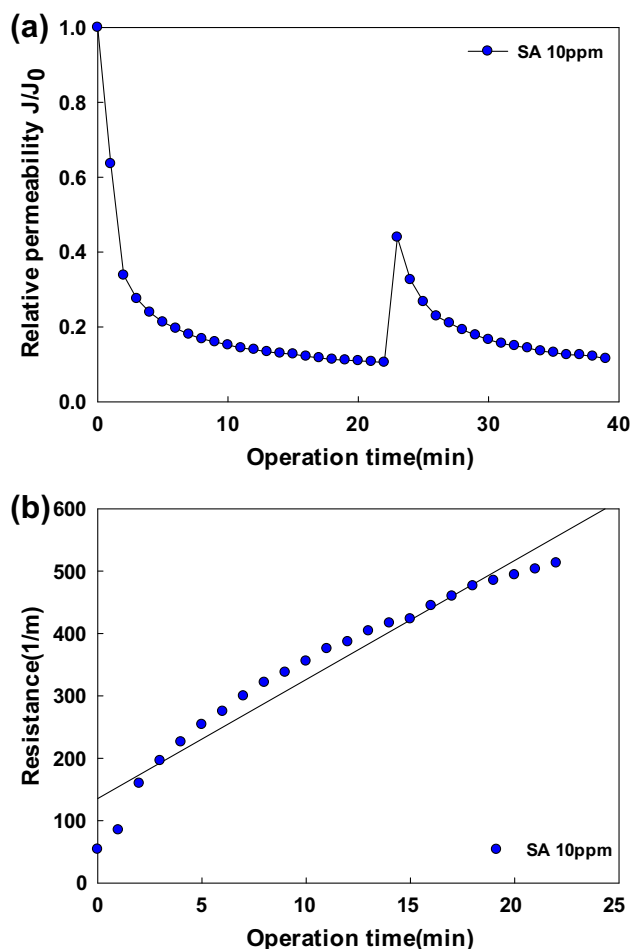 (a)
Relative permeability J/J0
1.0
0.8
0.6
0.4
0.2
0.0
SA 10ppm
0 10 20 30 40
Operation time(min)
(b)
Resistance(1/m)
600
500
400
300
200
100
0
SA 10ppm
0 5 10 15 20 25
Operation time(min)